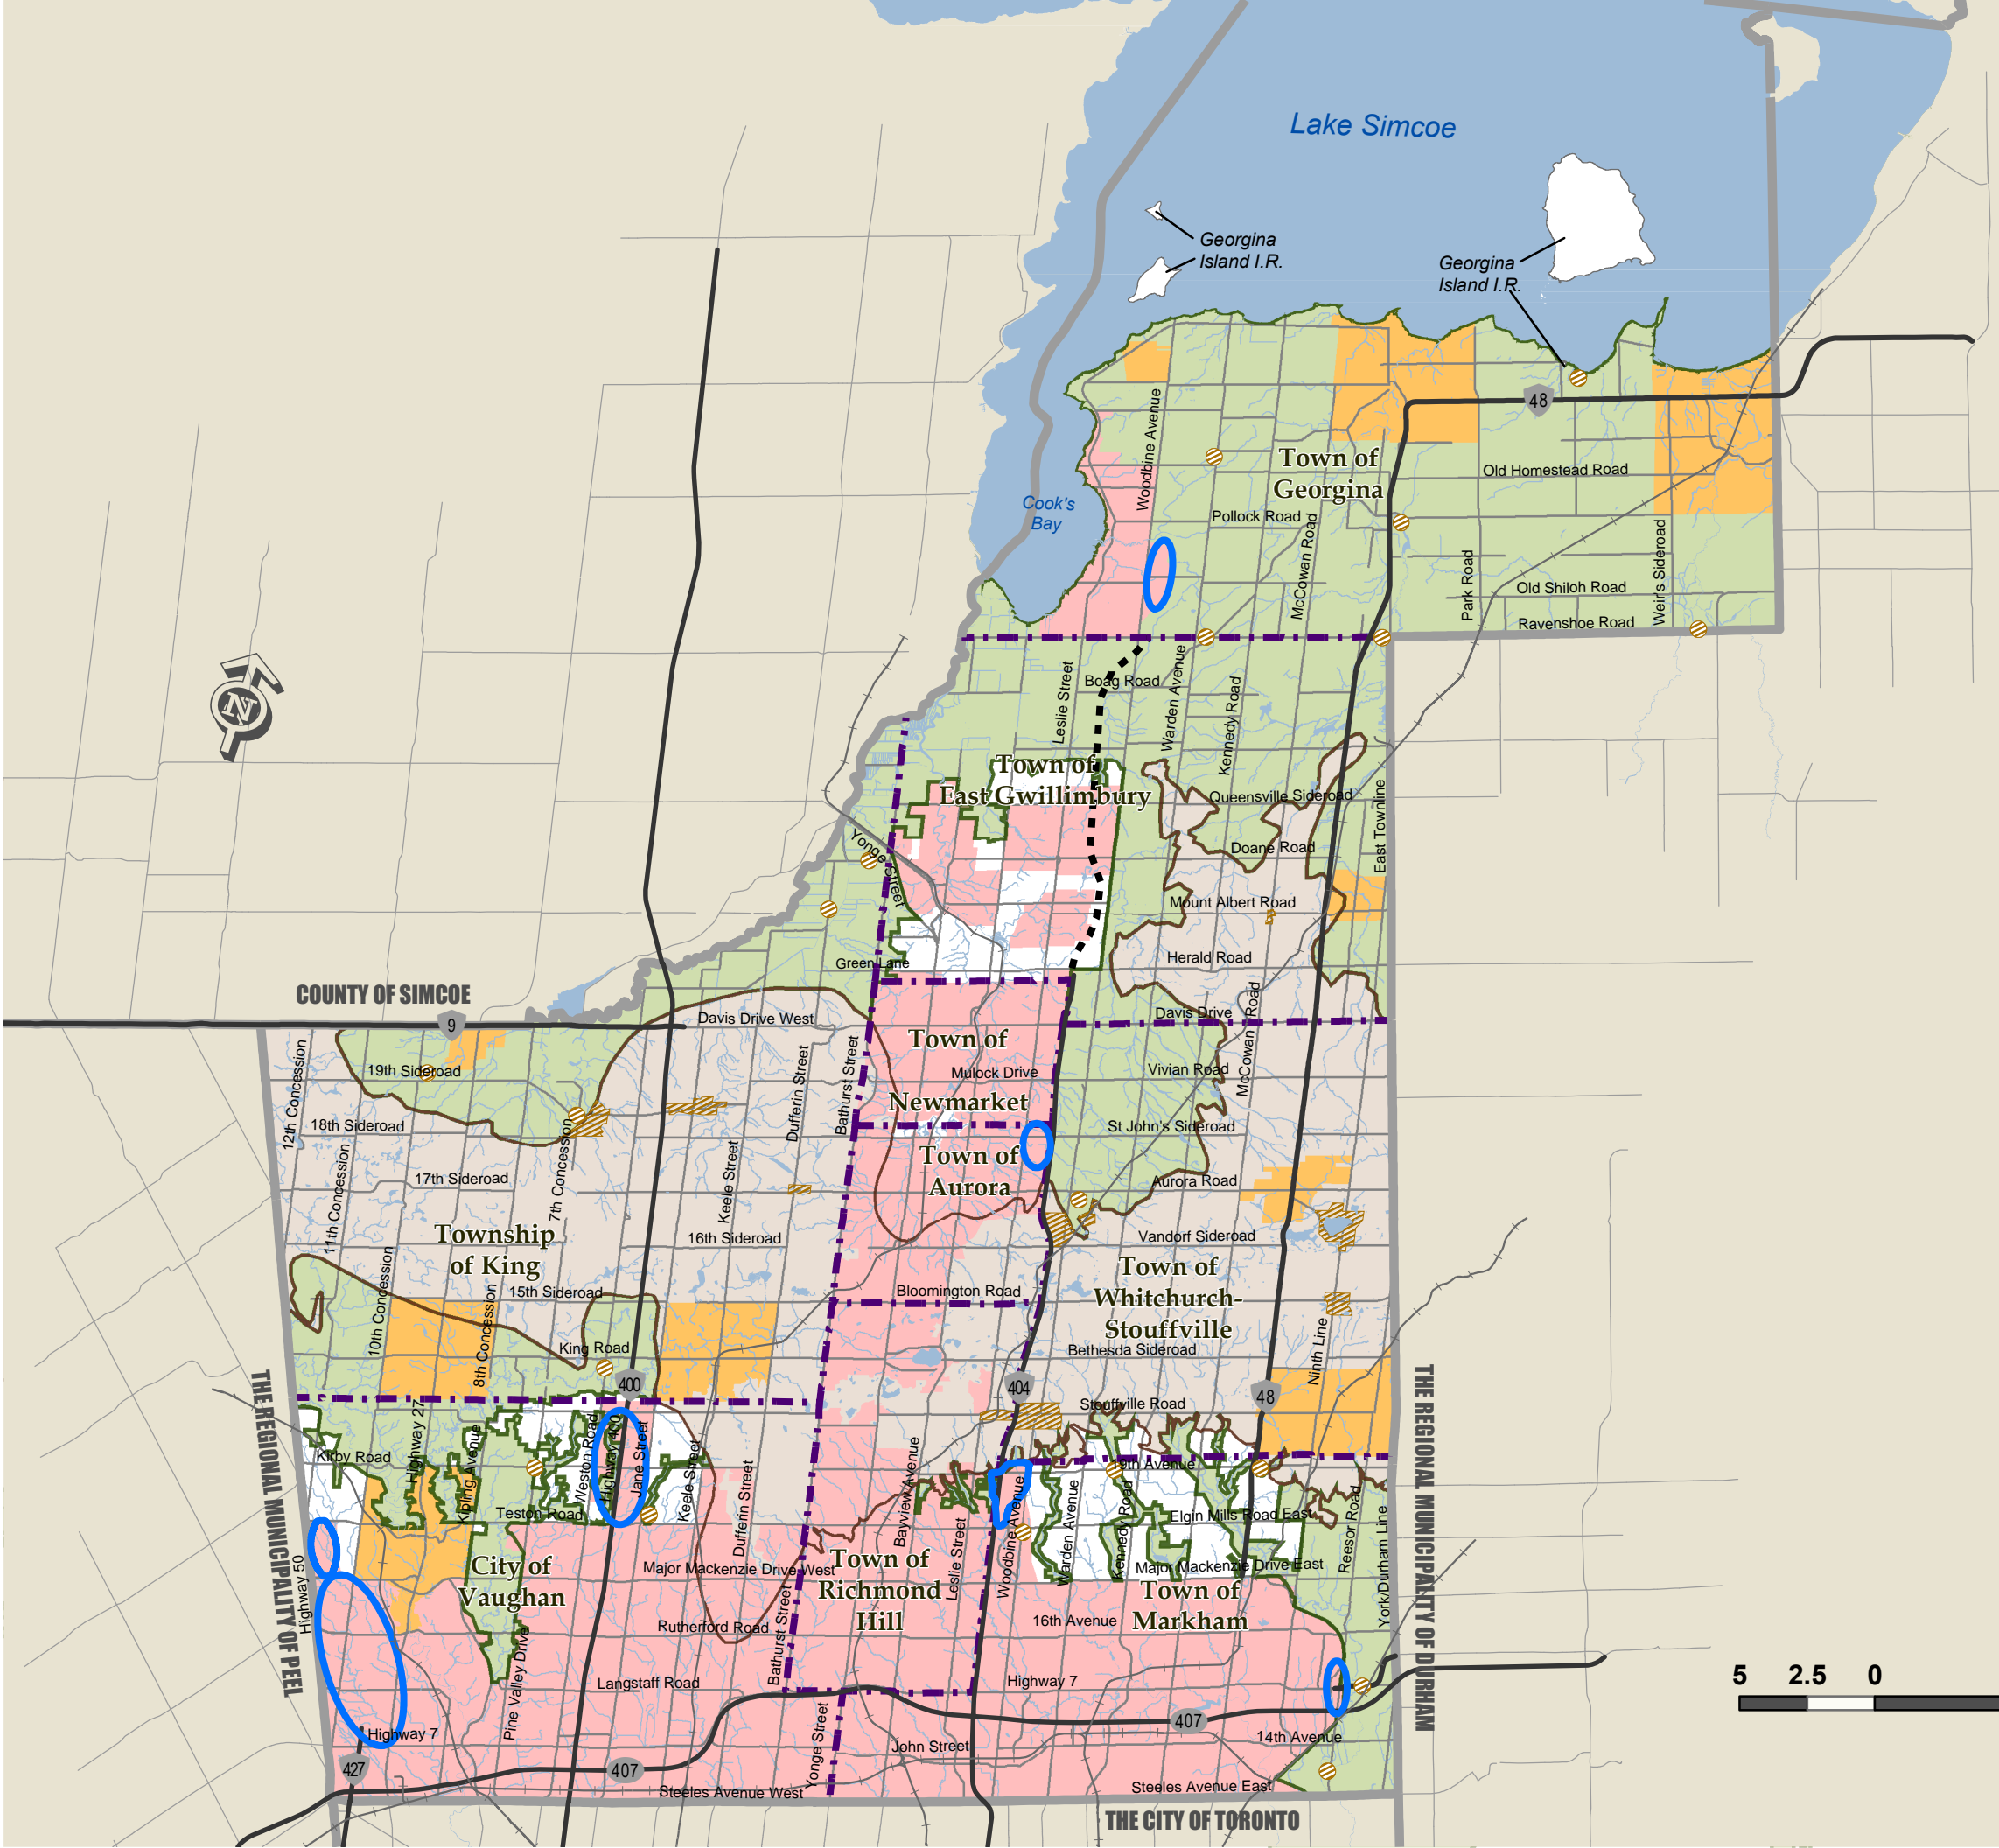 Lake Simcoe
Georgina
Island I.R.
Georgina
Island I.R.
48
Woodbine Avenue
Town of
Georgina
Old Homestead Road
Cook's
Bay
Pollock Road
McCowan Road
Park Road
Weir's Sideroad
Old Shiloh Road
Ravenshoe Road
N
Leslie Street
Boag Road
Warden Avenue
Kennedy Road
Town of
East Gwillimbury
Queensville Sideroad
East Townline
Yonge Street
Doane Road
Mount Albert Road
Herald Road
Green Lane
COUNTY OF SIMCOE
9
Davis Drive West
Davis Drive
12th Concession
19th Sideroad
Dufferin Street
Bathurst Street
Town of
Newmarket
Mulock Drive
Vivian Road
McCowan Road
18th Sideroad
St John's Sideroad
11th Concession
17th Sideroad
7th Concession
Keele Street
Town of
Aurora
Aurora Road
Township
of King
16th Sideroad
Vandorf Sideroad
10th Concession
8th Concession
15th Sideroad
Bloomington Road
Town of
Whitchurch-
Stouffville
King Road
Bethesda Sideroad
Ninth Line
400
404
48
THE REGIONAL MUNICIPALITY OF PEEL
THE REGIONAL MUNICIPALITY OF DURHAM
Stouffville Road
Kirby Road
Highway 27
Kipling Avenue
Weston Road
Highway 400
Jane Street
Keele Street
Dufferin Street
Bayview Avenue
19th Avenue
Teston Road
Leslie Street
Woodbine Avenue
Warden Avenue
Kennedy Road
Elgin Mills Road East
Reesor Road
York/Durham Line
Highway 50
City of
Vaughan
Major Mackenzie Drive West
Town of
Richmond
Hill
Major Mackenzie Drive East
Town of
Markham
Rutherford Road
Bathurst Street
16th Avenue
Pine Valley Drive
Langstaff Road
Highway 7
5 2.5 0
Highway 7
Yonge Street
John Street
407
14th Avenue
427
407
Steeles Avenue West
Steeles Avenue East
THE CITY OF TORONTO